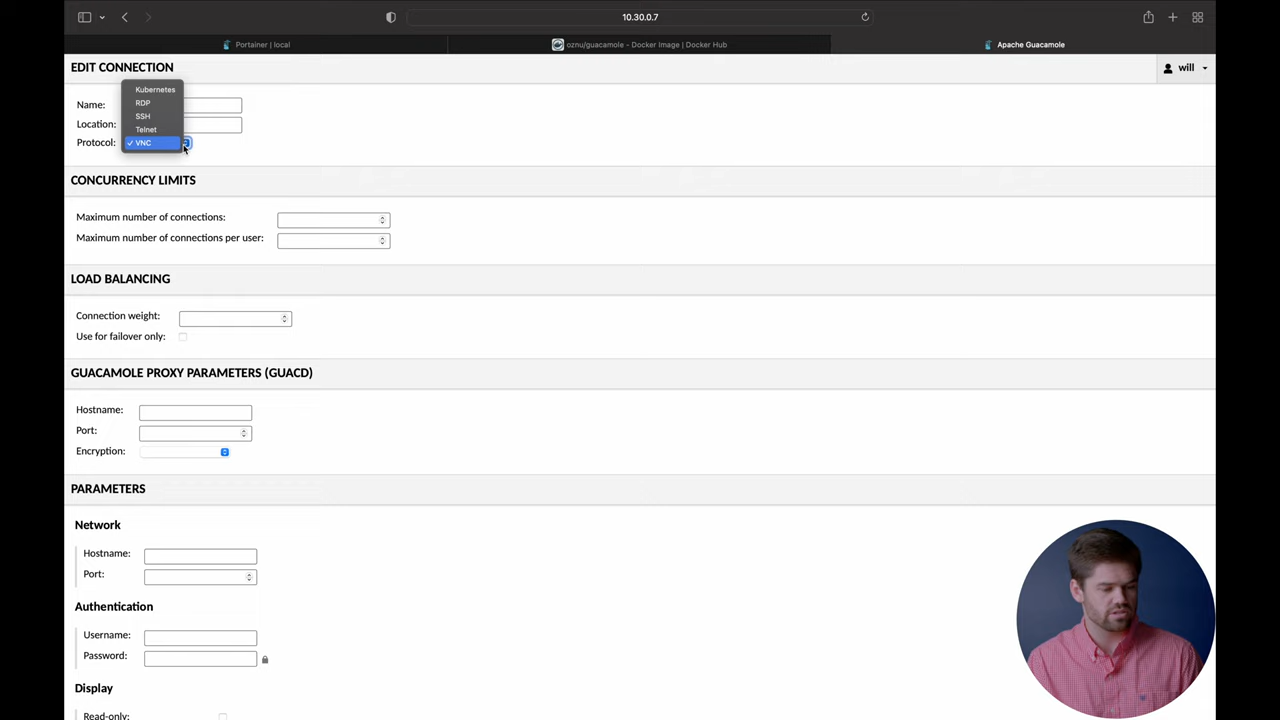 10.30.0.7
Portainer | local
oznu/guacamole - Docker Image | Docker Hub
Apache Guacamole
EDIT CONNECTION
will
Name:
Location:
Protocol:
Kubernetes
RDP
SSH
Telnet
✓ VNC
CONCURRENCY LIMITS
Maximum number of connections:
Maximum number of connections per user:
LOAD BALANCING
Connection weight:
Use for failover only:
GUACAMOLE PROXY PARAMETERS (GUACD)
Hostname:
Port:
Encryption:
PARAMETERS
Network
Hostname:
Port:
Authentication
Username:
Password:
Display
Read-only: